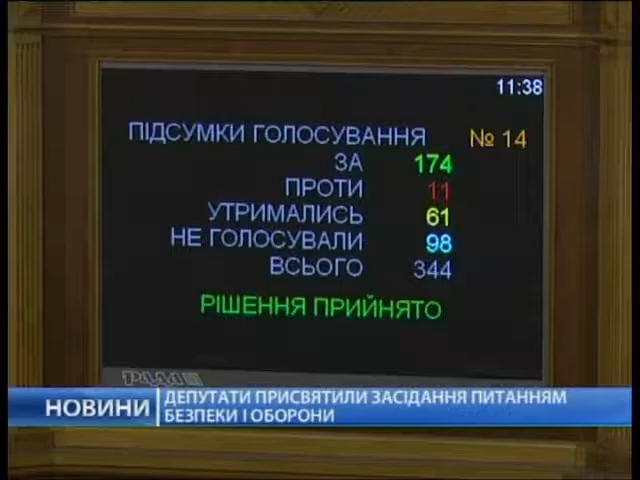 11:38
ПІДСУМКИ ГОЛОСУВАННЯ № 14
ЗА 174
ПРОТИ 11
УТРИМАЛИСЬ 61
НЕ ГОЛОСУВАЛИ 98
ВСЬОГО 344
РІШЕННЯ ПРИЙНЯТО
РАДА
НОВИНИ
ДЕПУТАТИ ПРИСВЯТИЛИ ЗАСІДАННЯ ПИТАННЯМ
БЕЗПЕКИ І ОБОРОНИ